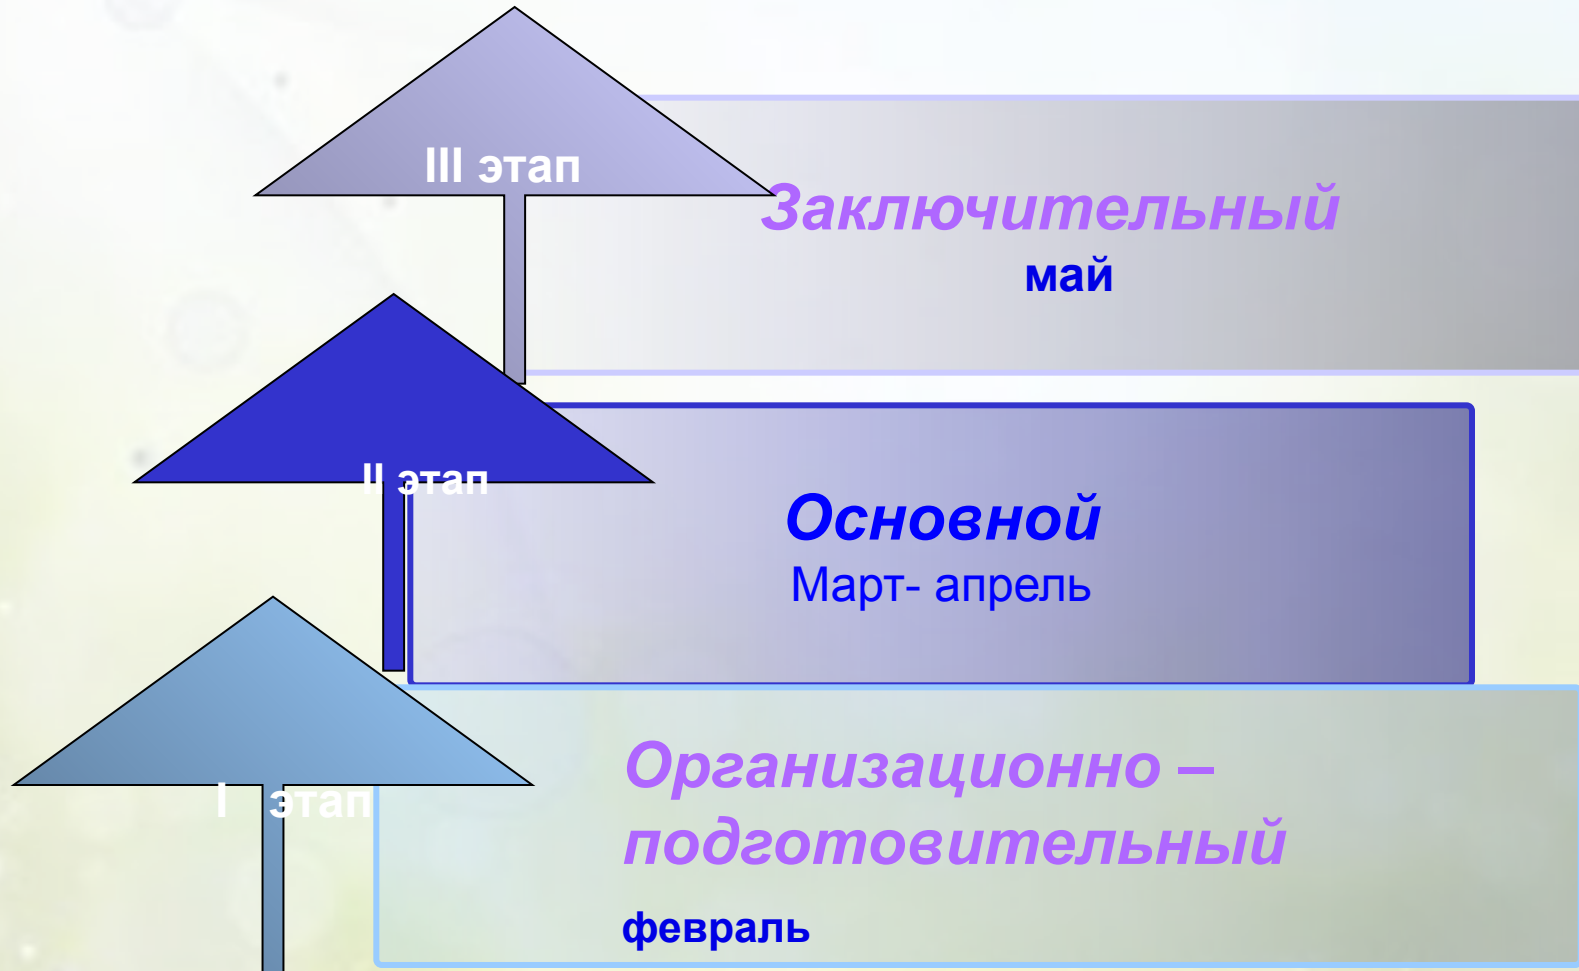 III этап
Заключительный
май
II этап
Основной
Март- апрель
I этап
Организационно –
подготовительный
февраль